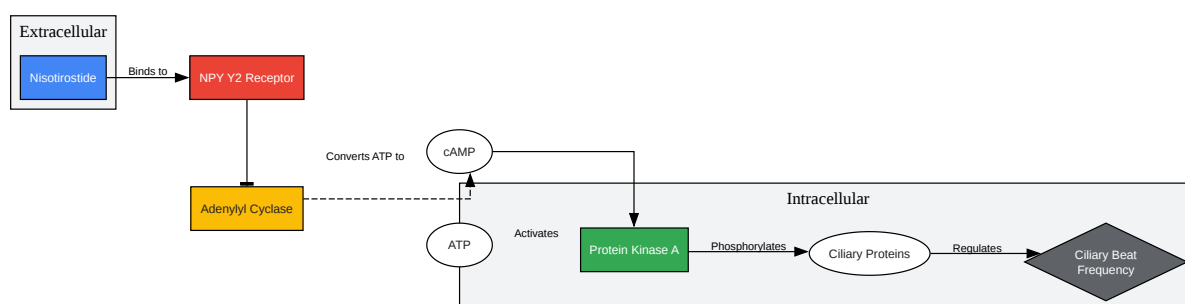 Extracellular
Nisotirostide
Binds to
NPY Y2 Receptor
Converts ATP to
cAMP
Adenylyl Cyclase
Intracellular
ATP
Activates
Protein Kinase A
Phosphorylates
Ciliary Proteins
Regulates
Ciliary Beat
Frequency